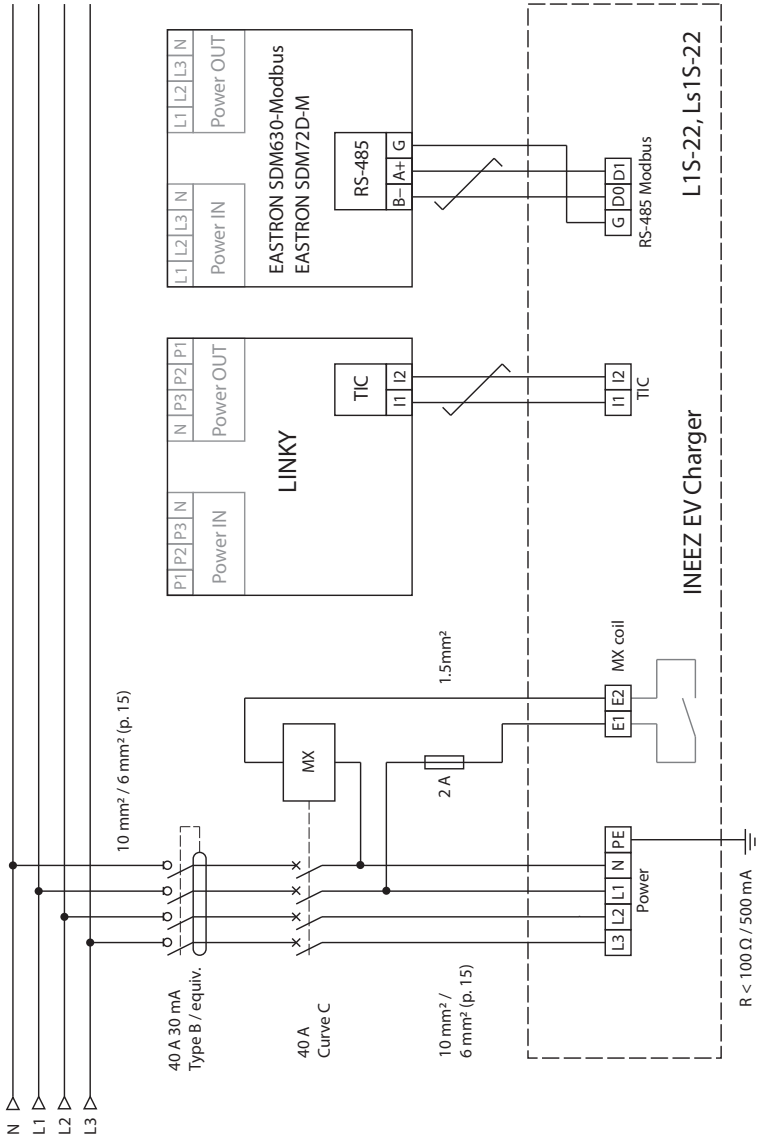 N
L1
L2
L3
40 A 30 mA
Type B / equiv.
10 mm² / 6 mm² (p. 15)
40 A
Curve C
MX
10 mm² /
6 mm² (p. 15)
2 A
1.5mm²
L3 L2 L1 N PE
Power
E1 E2
MX coil
R < 100 Ω / 500 mA
P1 P2 P3 N
Power IN
N P3 P2 P1
Power OUT
LINKY
TIC
I1 I2
I1 I2
TIC
L1 L2 L3 N
Power IN
L1 L2 L3 N
Power OUT
EASTRON SDM630-Modbus
EASTRON SDM72D-M
RS-485
B− A+ G
G D0 D1
RS-485 Modbus
INEEZ EV Charger
L1S-22, Ls1S-22